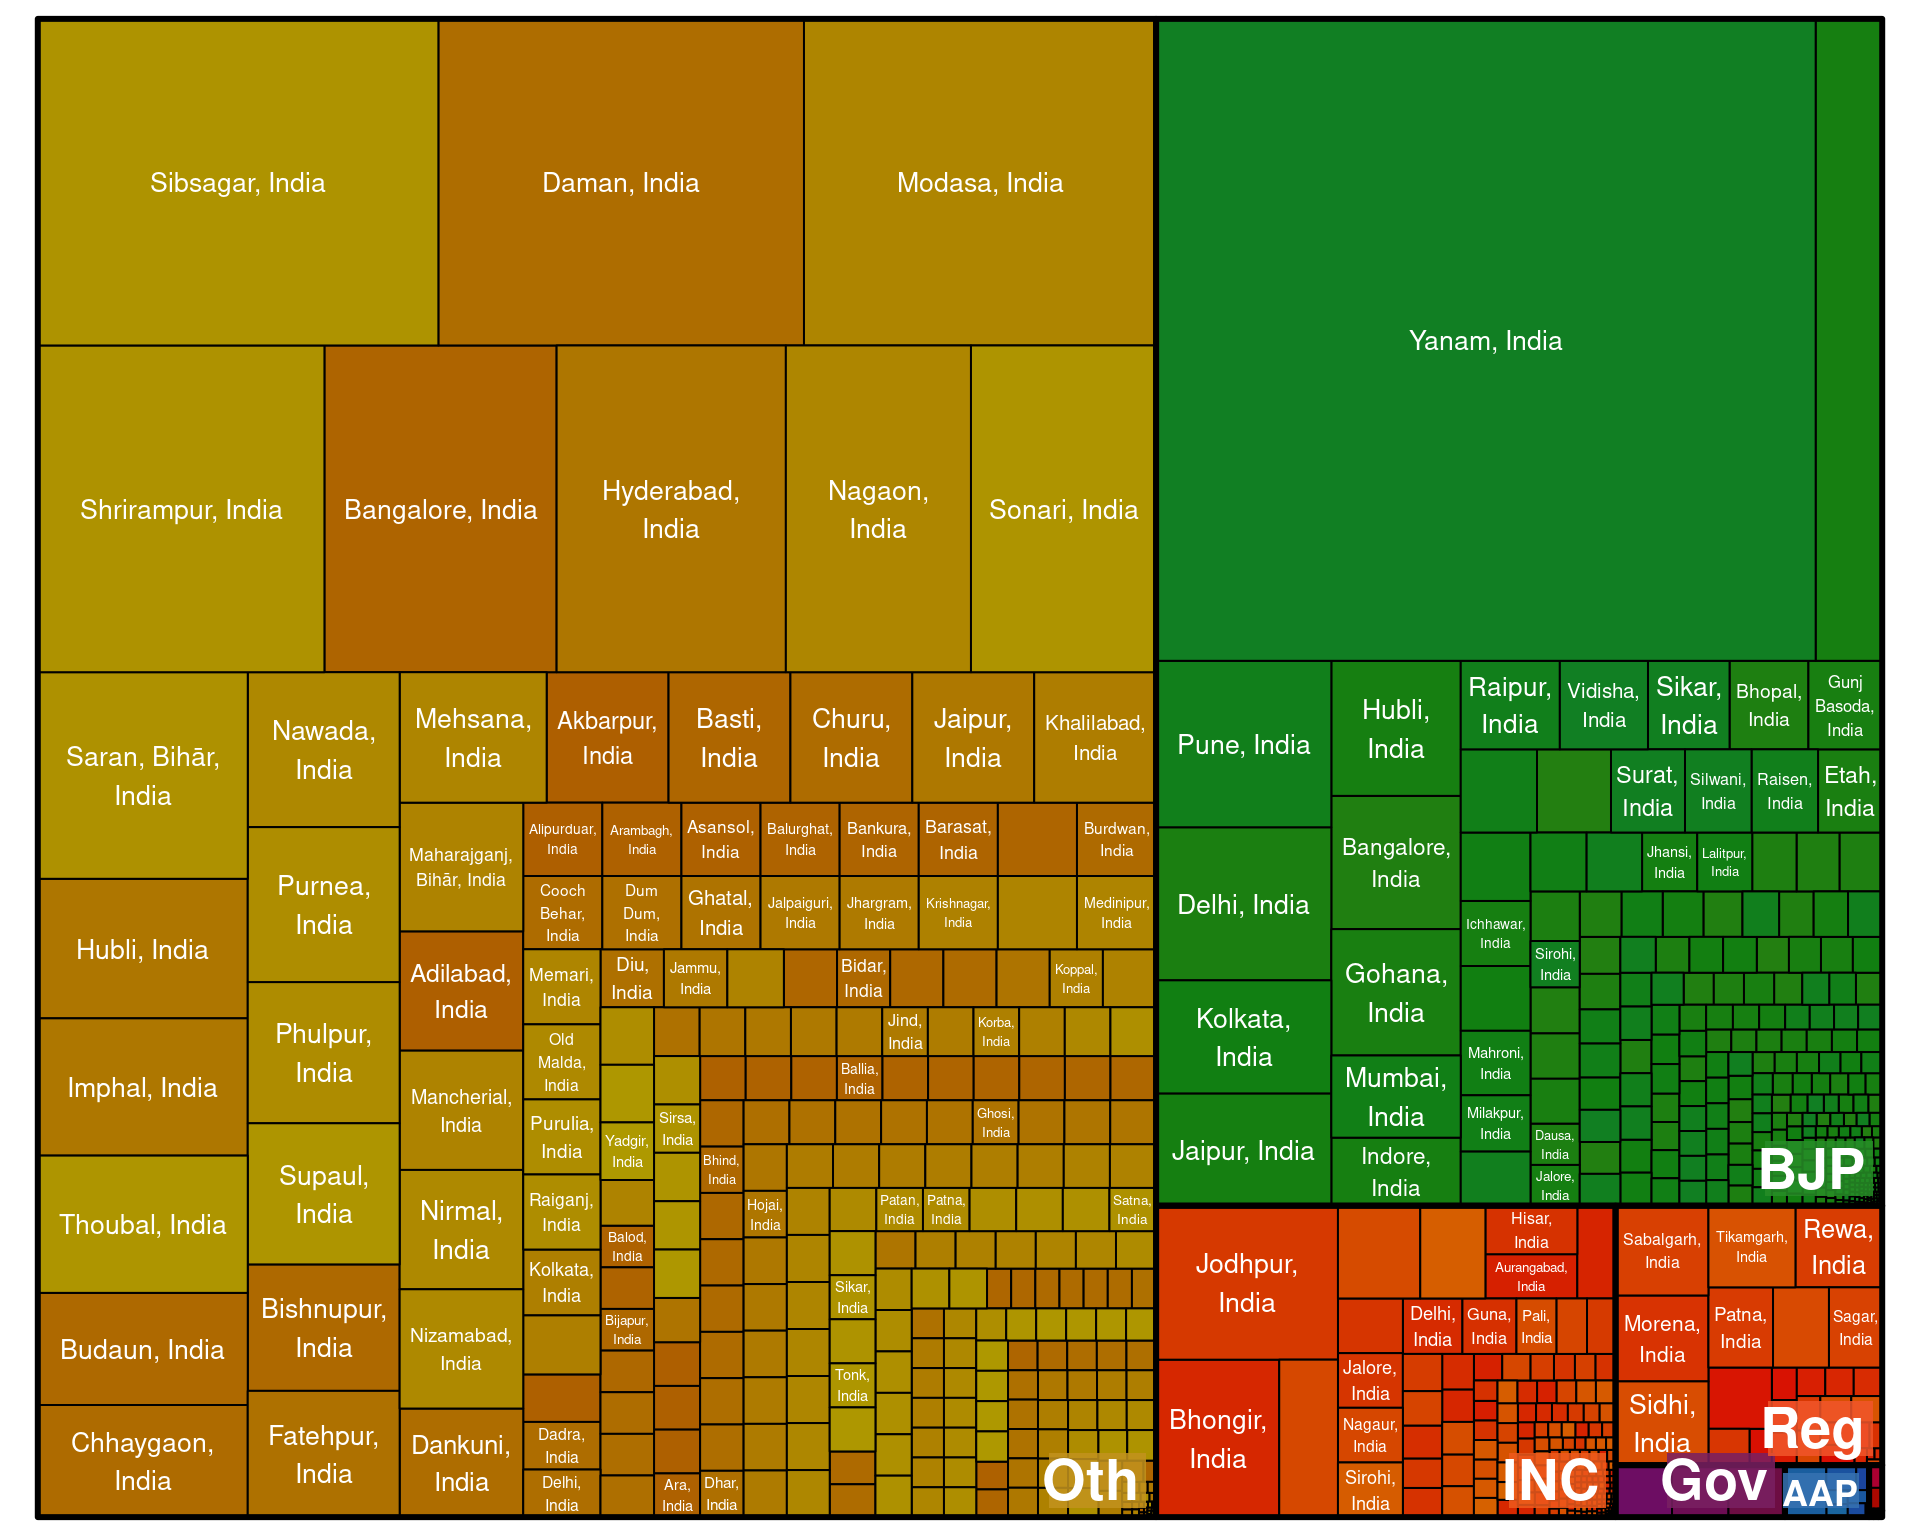 Sibsagar, India
Daman, India
Modasa, India
Shrirampur, India
Bangalore, India
Hyderabad,
India
Nagaon,
India
Sonari, India
Saran, Bihār,
India
Hubli, India
Imphal, India
Thoubal, India
Budaun, India
Chhaygaon,
India
Nawada,
India
Purnea,
India
Phulpur,
India
Supaul,
India
Bishnupur,
India
Fatehpur,
India
Mehsana,
India
Akbarpur,
India
Basti,
India
Churu,
India
Jaipur,
India
Khalilabad,
India
Maharajganj,
Bihār, India
Adilabad,
India
Mancherial,
India
Nirmal,
India
Nizamabad,
India
Dankuni,
India
Alipurduar,
India
Arambagh,
India
Asansol,
India
Balurghat,
India
Bankura,
India
Barasat,
India
Burdwan,
India
Cooch
Behar,
India
Dum
Dum,
India
Ghatal,
India
Jalpaiguri,
India
Jhargram,
India
Krishnagar,
India
Medinipur,
India
Memari,
India
Old
Malda,
India
Purulia,
India
Raiganj,
India
Kolkata,
India
Dadra,
India
Delhi,
India
Diu,
India
Jammu,
India
Bidar,
India
Koppal,
India
Jind,
India
Korba,
India
Ballia,
India
Ghosi,
India
Yadgir,
India
Sirsa,
India
Bhind,
India
Hojai,
India
Patan,
India
Patna,
India
Satna,
India
Balod,
India
Bijapur,
India
Sikar,
India
Tonk,
India
Ara,
India
Dhar,
India
Oth
Yanam, India
Pune, India
Delhi, India
Kolkata,
India
Jaipur, India
Hubli,
India
Bangalore,
India
Gohana,
India
Mumbai,
India
Indore,
India
Raipur,
India
Vidisha,
India
Sikar,
India
Bhopal,
India
Gunj
Basoda,
India
Surat,
India
Silwani,
India
Raisen,
India
Etah,
India
Jhansi,
India
Lalitpur,
India
Ichhawar,
India
Sirohi,
India
Mahroni,
India
Milakpur,
India
Dausa,
India
Jalore,
India
BJP
Jodhpur,
India
Bhongir,
India
Hisar,
India
Aurangabad,
India
Delhi,
India
Guna,
India
Pali,
India
Jalore,
India
Nagaur,
India
Sirohi,
India
INC
Sabalgarh,
India
Tikamgarh,
India
Rewa,
India
Morena,
India
Patna,
India
Sagar,
India
Sidhi,
India
Reg
Gov
AAP